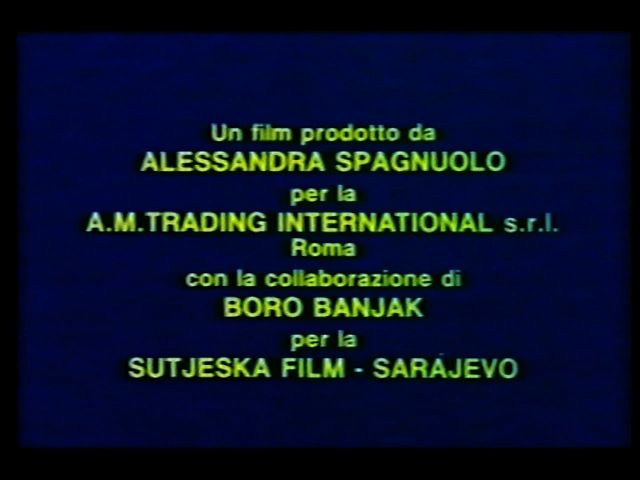 Un film prodotto da
ALESSANDRA SPAGNUOLO
per la
A.M.TRADING INTERNATIONAL s.r.l.
Roma
con la collaborazione di
BORO BANJAK
per la
SUTJESKA FILM - SARAJEVO